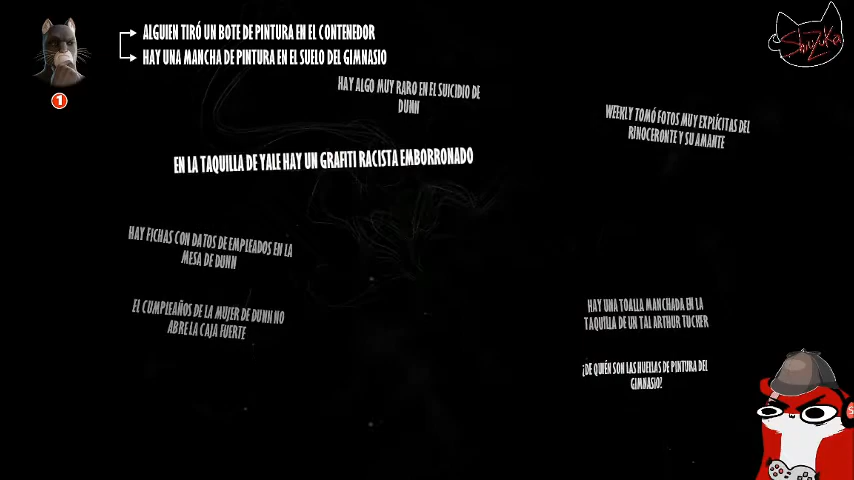 ALGUIEN TIRÓ UN BOTE DE PINTURA EN EL CONTENEDOR
HAY UNA MANCHA DE PINTURA EN EL SUELO DEL GIMNASIO
1
ShuZuKa
HAY ALGO MUY RARO EN EL SUICIDIO DE
DUNN
WEEKLY TOMÓ FOTOS MUY EXPLÍCITAS DEL
RINOCERONTE Y SU AMANTE
EN LA TAQUILLA DE YALE HAY UN GRAFITI RACISTA EMBORRONADO
HAY FICHAS CON DATOS DE EMPLEADOS EN LA
MESA DE DUNN
EL CUMPLEAÑOS DE LA MUJER DE DUNN NO
ABRE LA CAJA FUERTE
HAY UNA TOALLA MANCHADA EN LA
TAQUILLA DE UN TAL ARTHUR TUCKER
¿DE QUIÉN SON LAS HUELLAS DE PINTURA DEL
GIMNASIO?